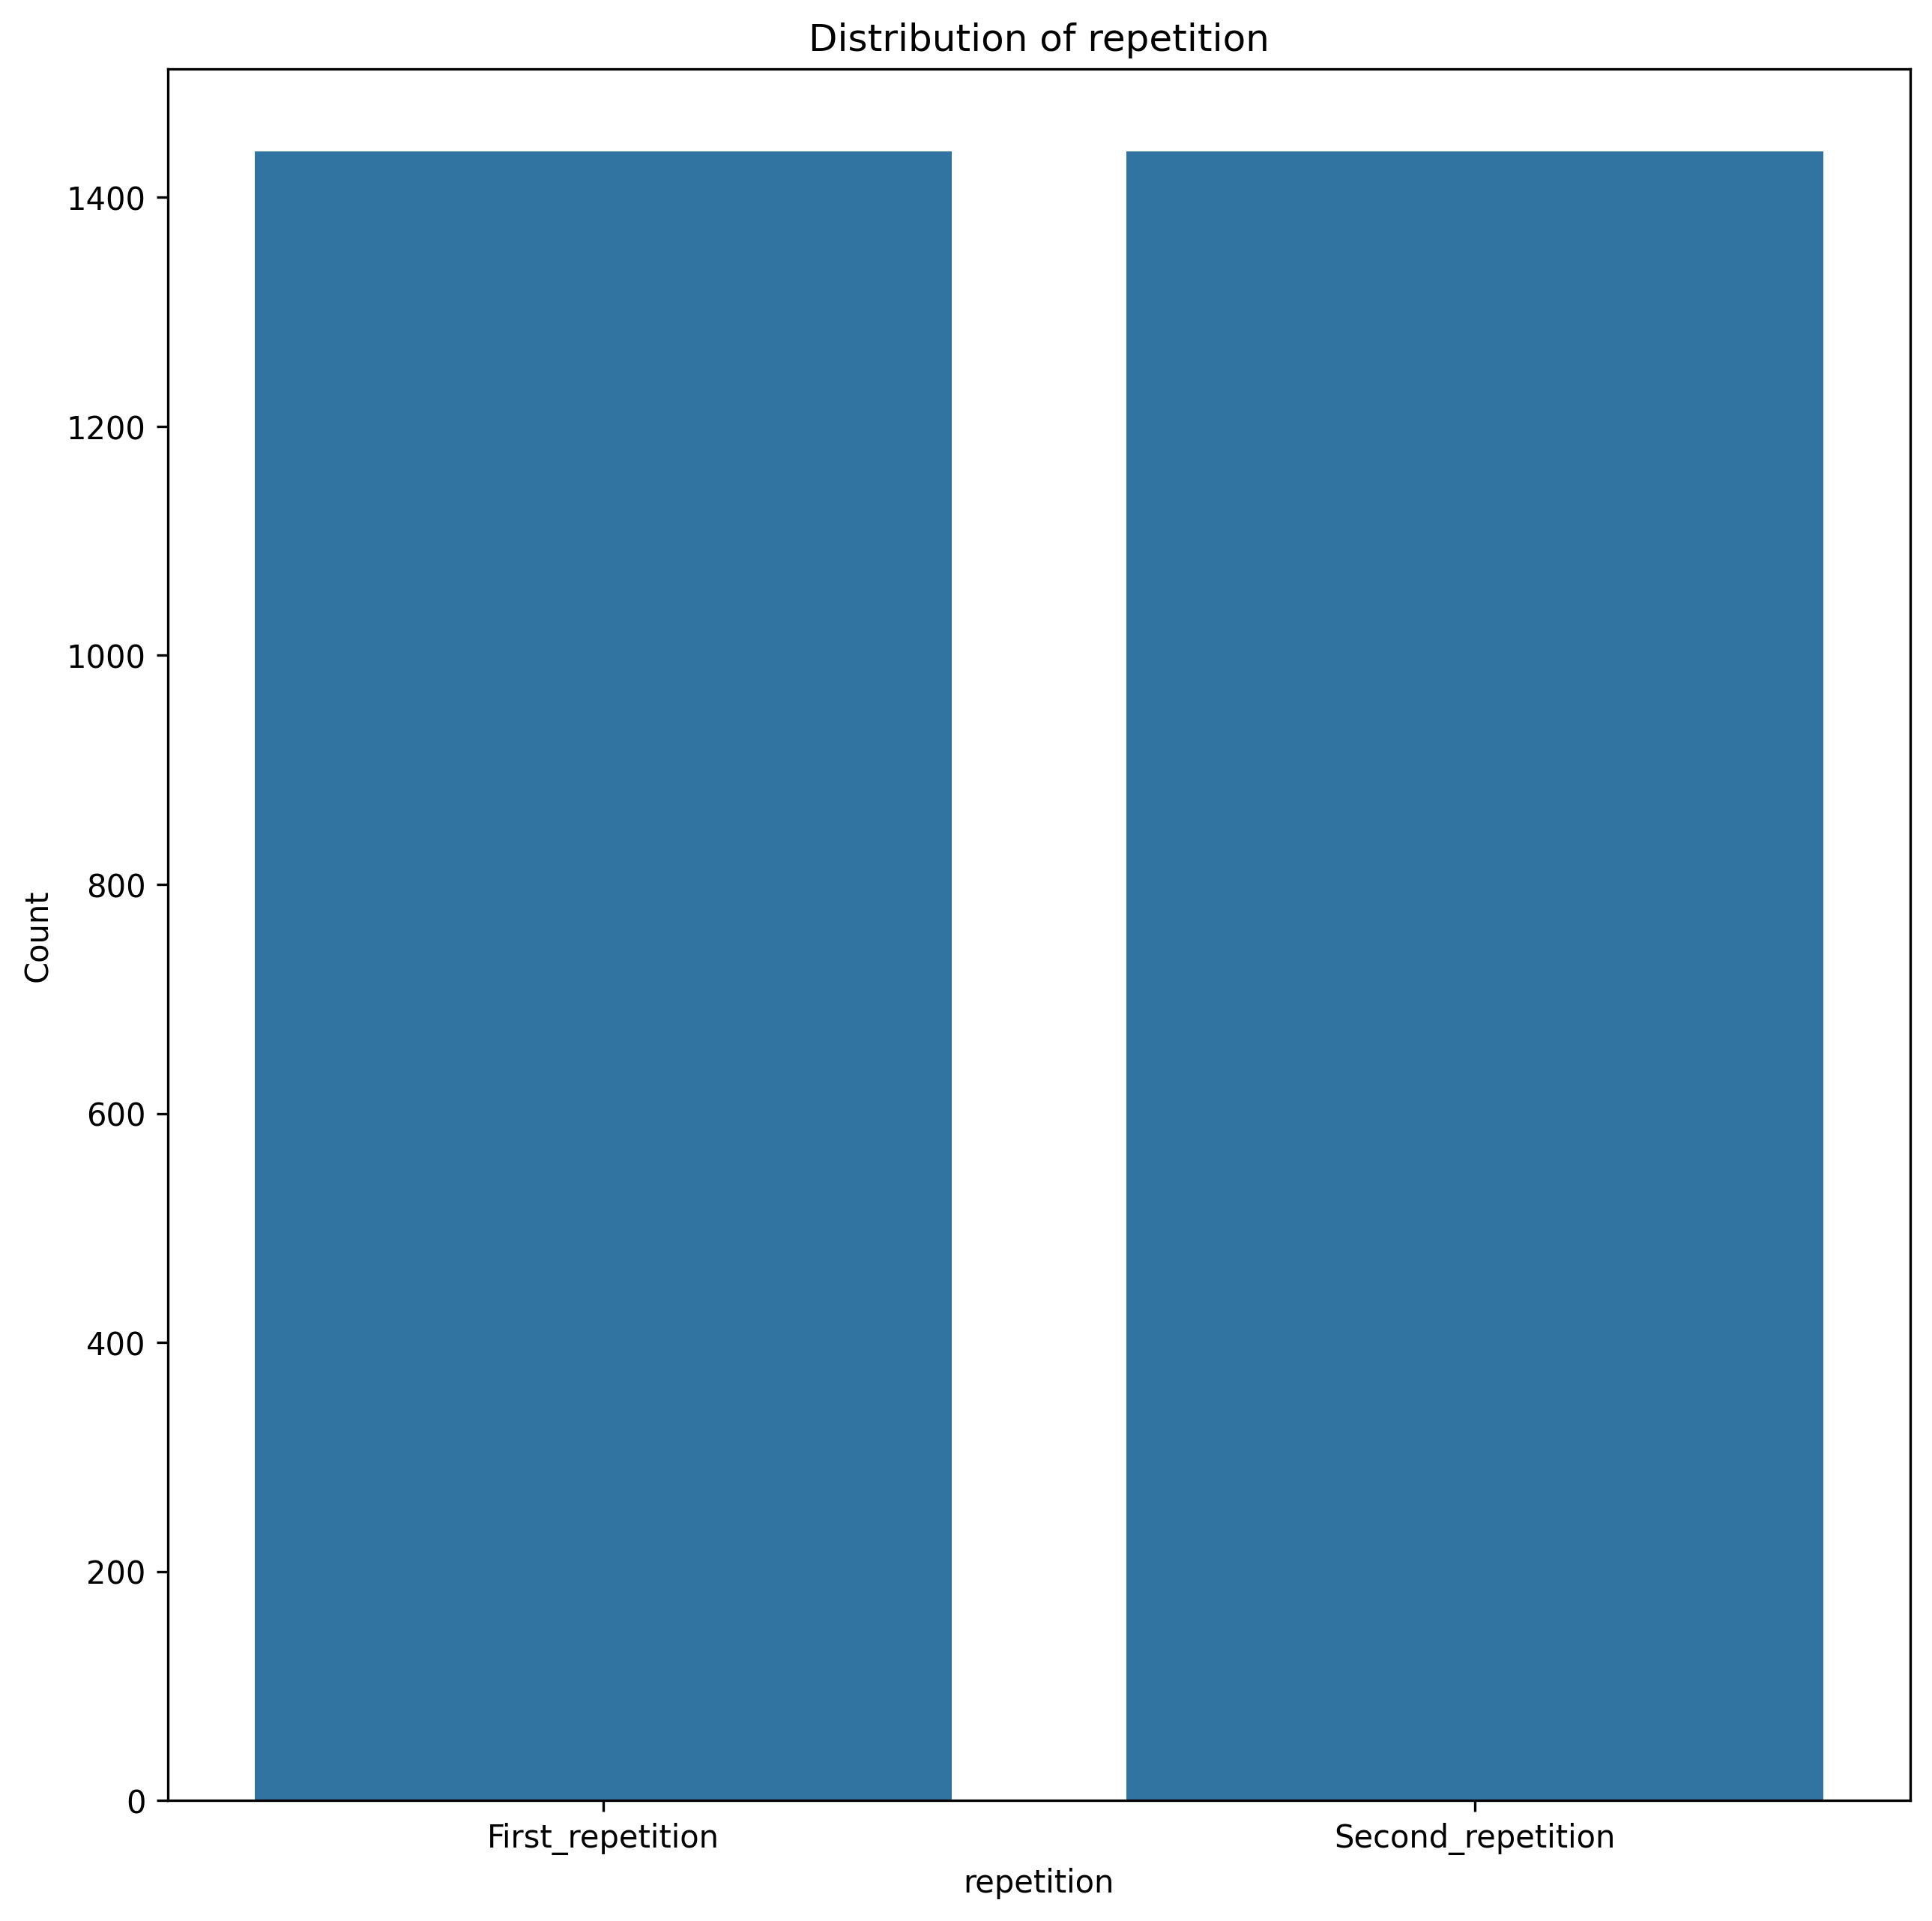 Distribution of repetition
1400
1200
1000
800
600
400
200
0
Count
First_repetition
Second_repetition
repetition